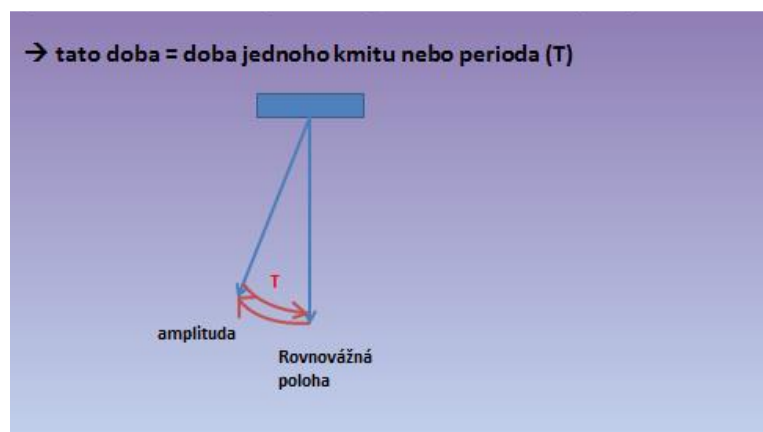 → tato doba = doba jednoho kmitu nebo perioda (T)
T
amplituda
Rovnovážná
poloha